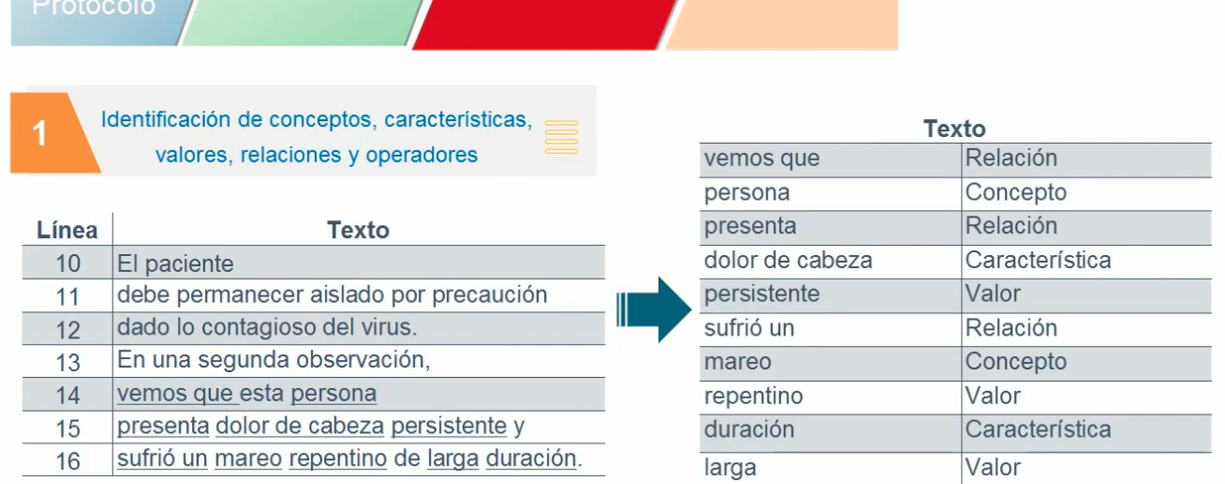 Protocolo
1
Identificación de conceptos, características,
valores, relaciones y operadores
Línea Texto
10 El paciente
11 debe permanecer aislado por precaución
12 dado lo contagioso del virus.
13 En una segunda observación,
14 vemos que esta persona
15 presenta dolor de cabeza persistente y
16 sufrió un mareo repentino de larga duración.
Texto
vemos que Relación
persona Concepto
presenta Relación
dolor de cabeza Característica
persistente Valor
sufrió un Relación
mareo Concepto
repentino Valor
duración Característica
larga Valor